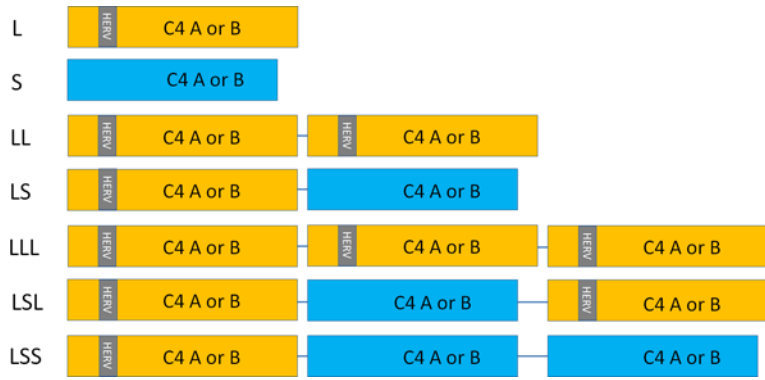 L HERV C4 A or B
S C4 A or B
LL HERV C4 A or B HERV C4 A or B
LS HERV C4 A or B C4 A or B
LLL HERV C4 A or B HERV C4 A or B HERV C4 A or B
LSL HERV C4 A or B C4 A or B HERV C4 A or B
LSS HERV C4 A or B C4 A or B C4 A or B